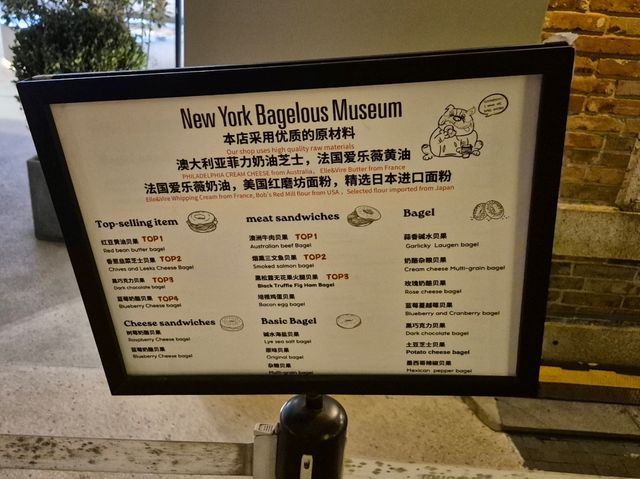 New York Bagelous Museum
本店采用优质的原材料
Our shop uses high quality raw materials
澳大利亚菲力奶油芝士，法国爱乐薇黄油
PHILADELPHIA CREAM CHEESE from Australia， Elle&Vire Butter from France
法国爱乐薇奶油，美国红磨坊面粉，精选日本进口面粉
Elle&Vire Whipping Cream from France, Bob's Red Mill flour from USA ，Selected flour imported from Japan
Top-selling item
红豆黄油贝果 TOP1
Red bean butter bagel
香葱韭菜芝士贝果 TOP2
Chives and Leeks Cheese Bagel
黑巧克力贝果 TOP3
Dark chocolate bagel
蓝莓奶酪贝果 TOP4
Blueberry Cheese bagel
Cheese sandwiches
树莓奶酪贝果
Raspberry Cheese bagel
蓝莓奶酪贝果
Blueberry Cheese bagel
meat sandwiches
澳洲牛肉贝果 TOP1
Australian beef Bagel
烟熏三文鱼贝果 TOP2
Smoked salmon bagel
黑松露无花果火腿贝果 TOP3
Black Truffle Fig Ham Bagel
培根鸡蛋贝果
Bacon egg bagel
Basic Bagel
碱水海盐贝果
Lye sea salt bagel
原味贝果
Original bagel
杂粮贝果
Multi-grain bagel
Bagel
蒜香碱水贝果
Garlicky Laugen bagel
奶酪杂粮贝果
Cream cheese Multi-grain bagel
玫瑰奶酪贝果
Rose cheese bagel
蓝莓蔓越莓贝果
Blueberry and Cranberry bagel
黑巧克力贝果
Dark chocolate bagel
土豆芝士贝果
Potato cheese bagel
墨西哥辣椒贝果
Mexican pepper bagel